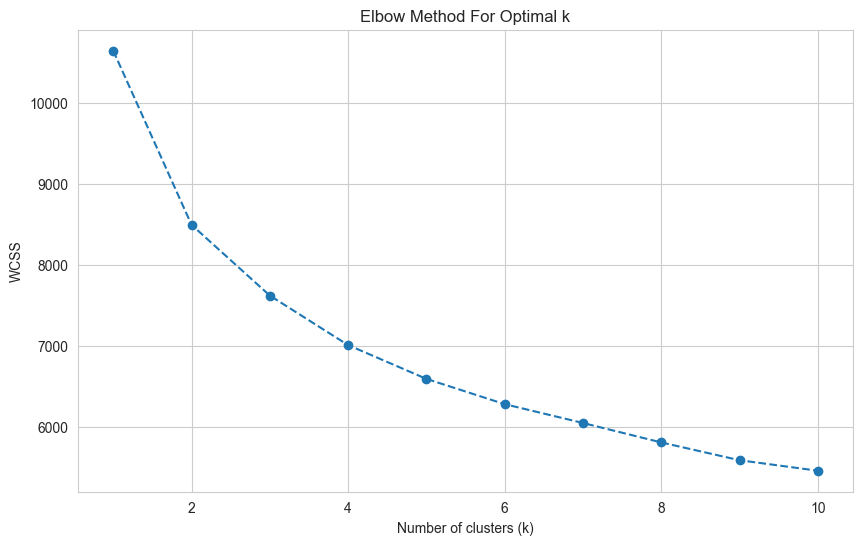 Elbow Method For Optimal k
10000
9000
8000
7000
6000
WCSS
2 4 6 8 10
Number of clusters (k)